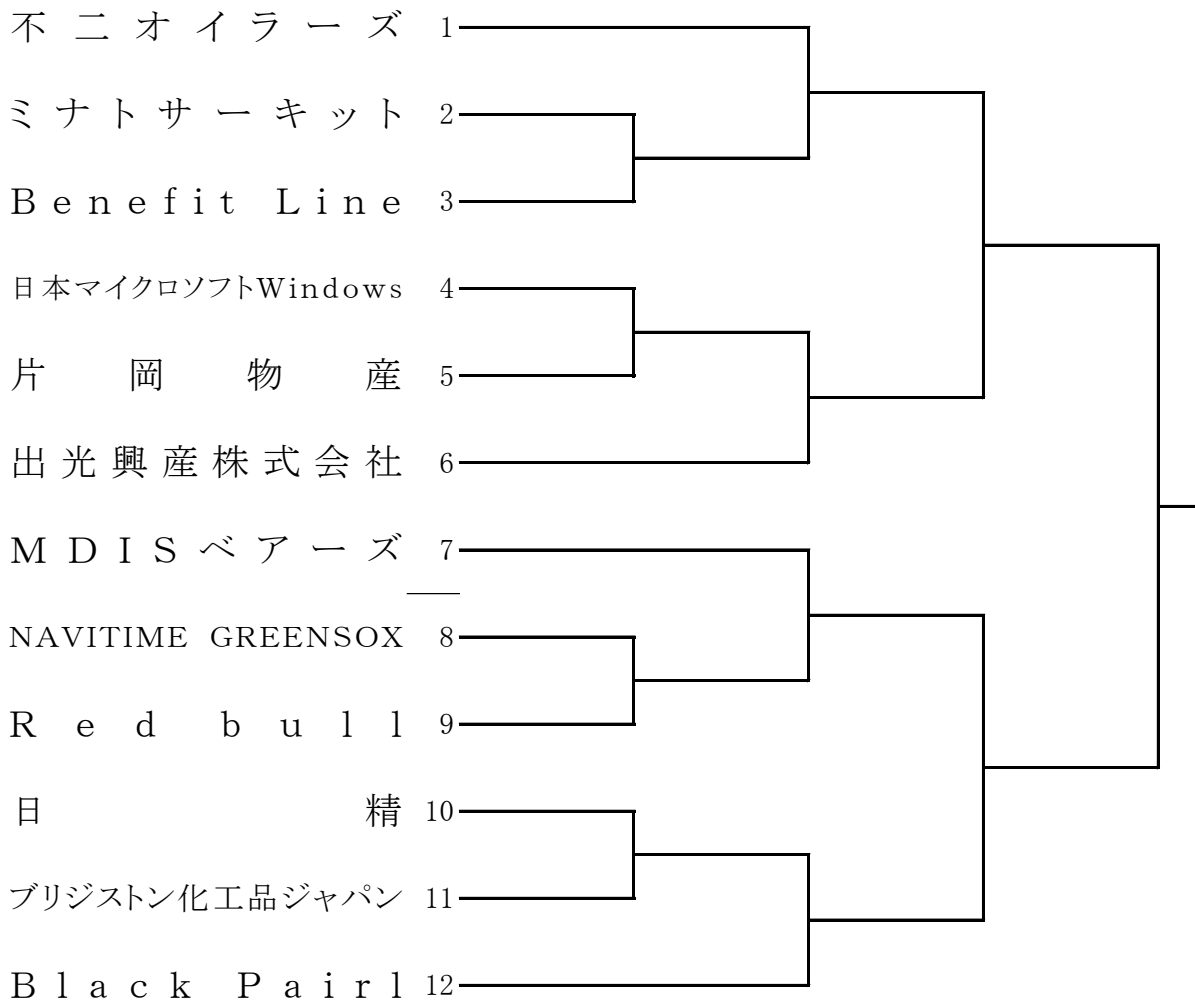 不二オイラーズ 1
ミナトサーキット 2
Benefit Line 3
日本マイクロソフトWindows 4
片岡物産 5
出光興産株式会社 6
MDISベアーズ 7
NAVITIME GREENSOX 8
Red bull 9
日精 10
ブリジストン化工品ジャパン 11
Black Pairl 12